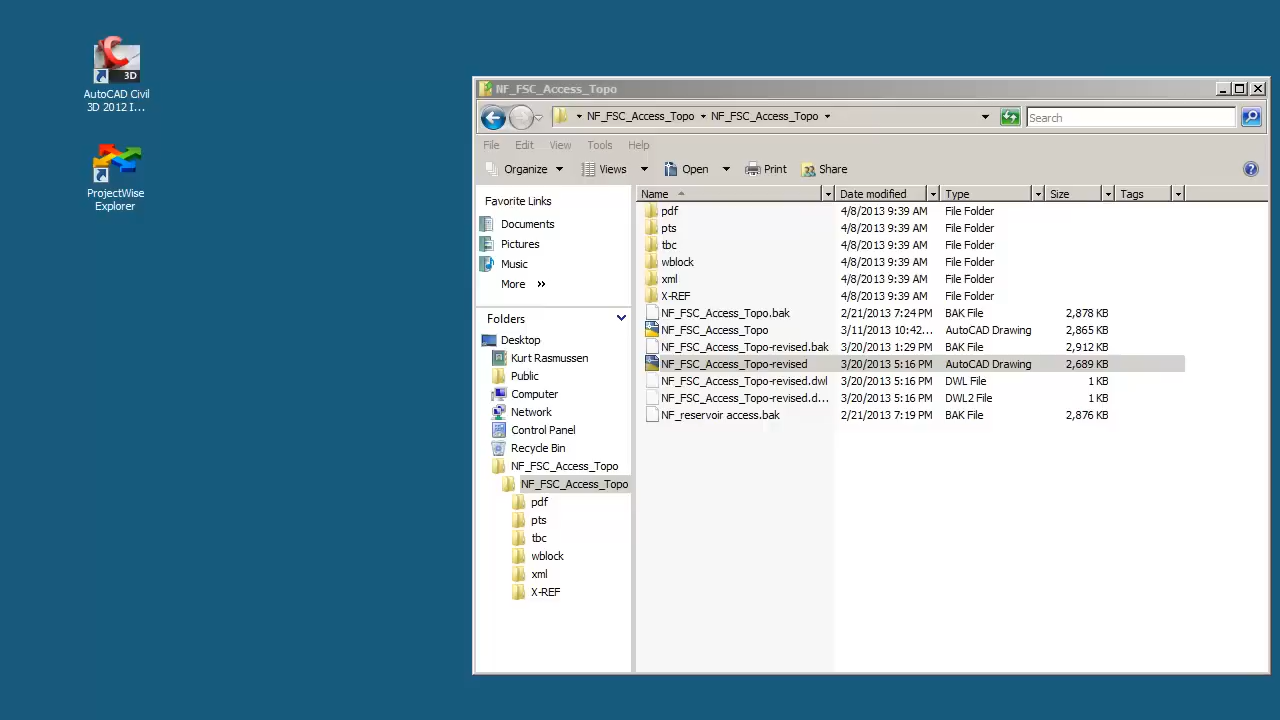 3D
AutoCAD Civil
3D 2012 I...
ProjectWise
Explorer
NF_FSC_Access_Topo
NF_FSC_Access_Topo NF_FSC_Access_Topo Search
File Edit View Tools Help
Organize Views Open Print Share
Favorite Links
Documents
Pictures
Music
More »
Folders
Desktop
Kurt Rasmussen
Public
Computer
Network
Control Panel
Recycle Bin
NF_FSC_Access_Topo
NF_FSC_Access_Topo
pdf
pts
tbc
wblock
xml
X-REF
Name Date modified Type Size Tags
pdf 4/8/2013 9:39 AM File Folder
pts 4/8/2013 9:39 AM File Folder
tbc 4/8/2013 9:39 AM File Folder
wblock 4/8/2013 9:39 AM File Folder
xml 4/8/2013 9:39 AM File Folder
X-REF 4/8/2013 9:39 AM File Folder
NF_FSC_Access_Topo.bak 2/21/2013 7:24 PM BAK File 2,878 KB
NF_FSC_Access_Topo 3/11/2013 10:42... AutoCAD Drawing 2,865 KB
NF_FSC_Access_Topo-revised.bak 3/20/2013 1:29 PM BAK File 2,912 KB
NF_FSC_Access_Topo-revised 3/20/2013 5:16 PM AutoCAD Drawing 2,689 KB
NF_FSC_Access_Topo-revised.dwl 3/20/2013 5:16 PM DWL File 1 KB
NF_FSC_Access_Topo-revised.d... 3/20/2013 5:16 PM DWL2 File 1 KB
NF_reservoir access.bak 2/21/2013 7:19 PM BAK File 2,876 KB